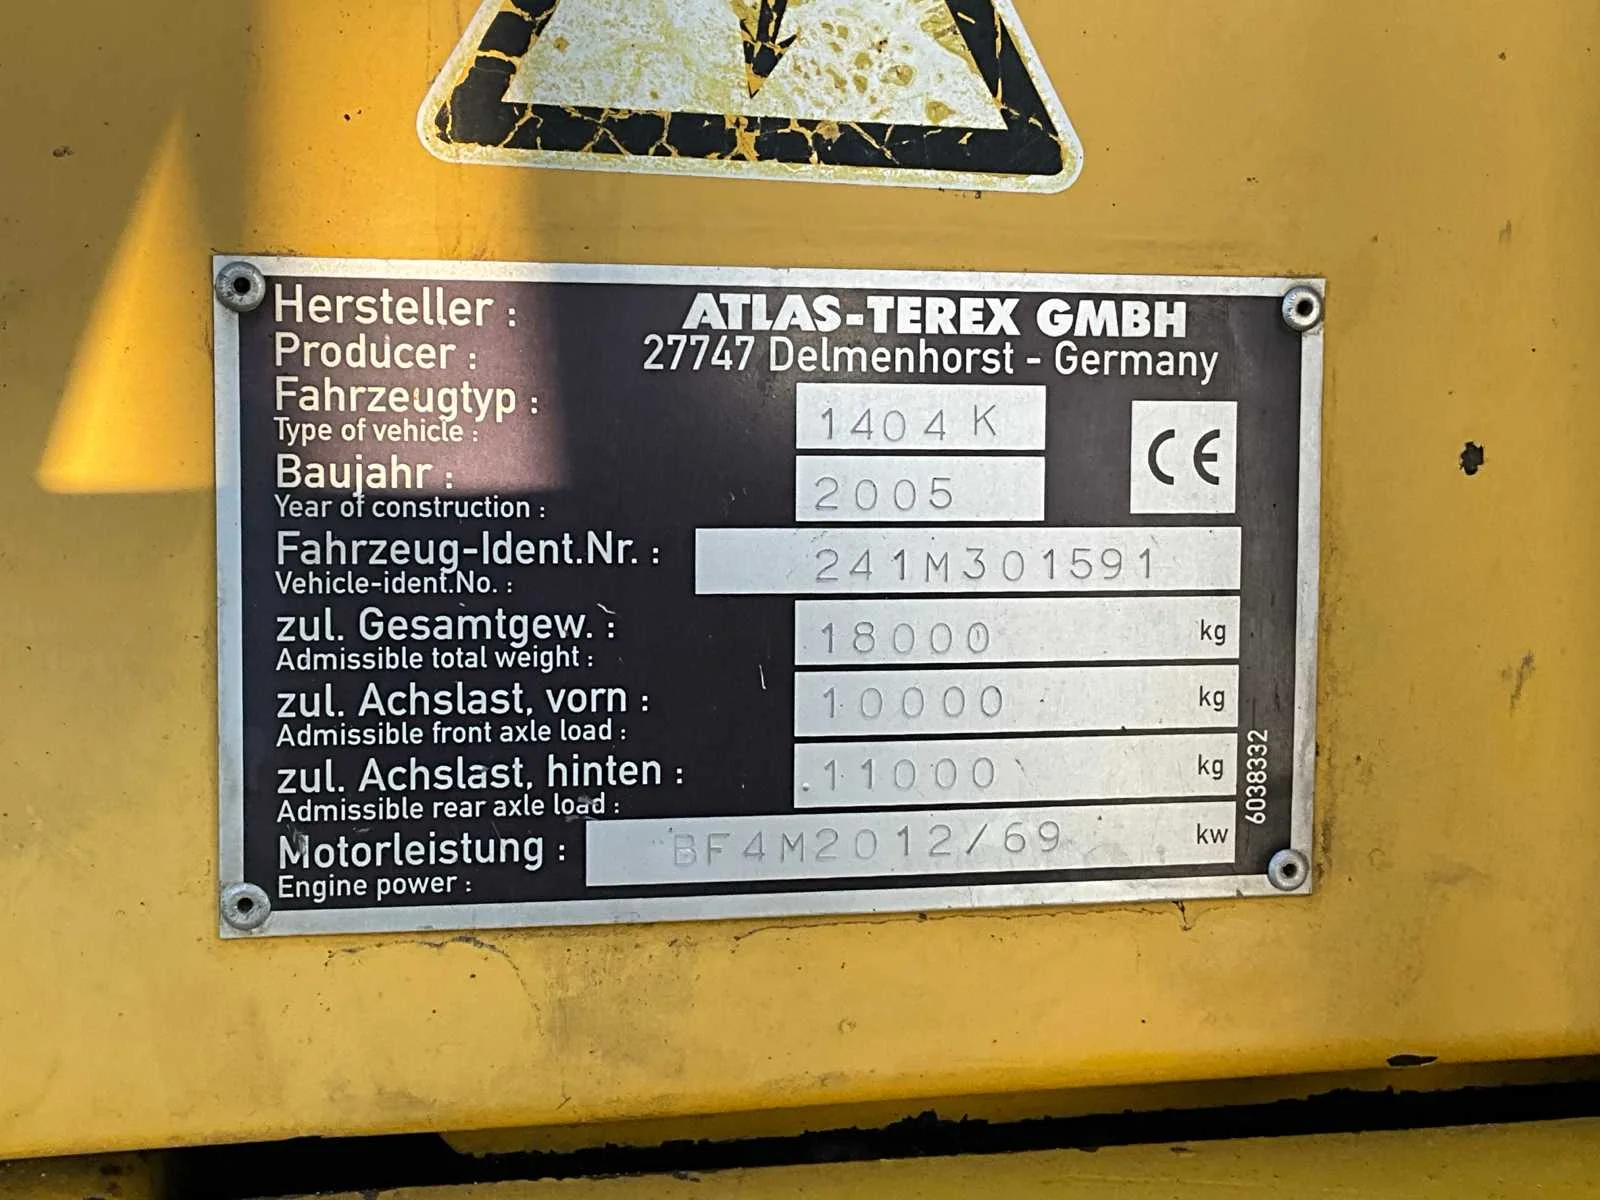 Hersteller : ATLAS-TEREX GMBH
Producer : 27747 Delmenhorst - Germany
Fahrzeugtyp : 1404 K
Type of vehicle :
CE
Baujahr : 2005
Year of construction :
Fahrzeug-Ident.Nr. : 241M301591
Vehicle-ident.No. :
zul. Gesamtgew. : 18000 kg
Admissible total weight :
zul. Achslast, vorn : 10000 kg
Admissible front axle load :
zul. Achslast, hinten : 11000 kg
Admissible rear axle load :
Motorleistung : BF4M2012/69 kw
Engine power :
6038332